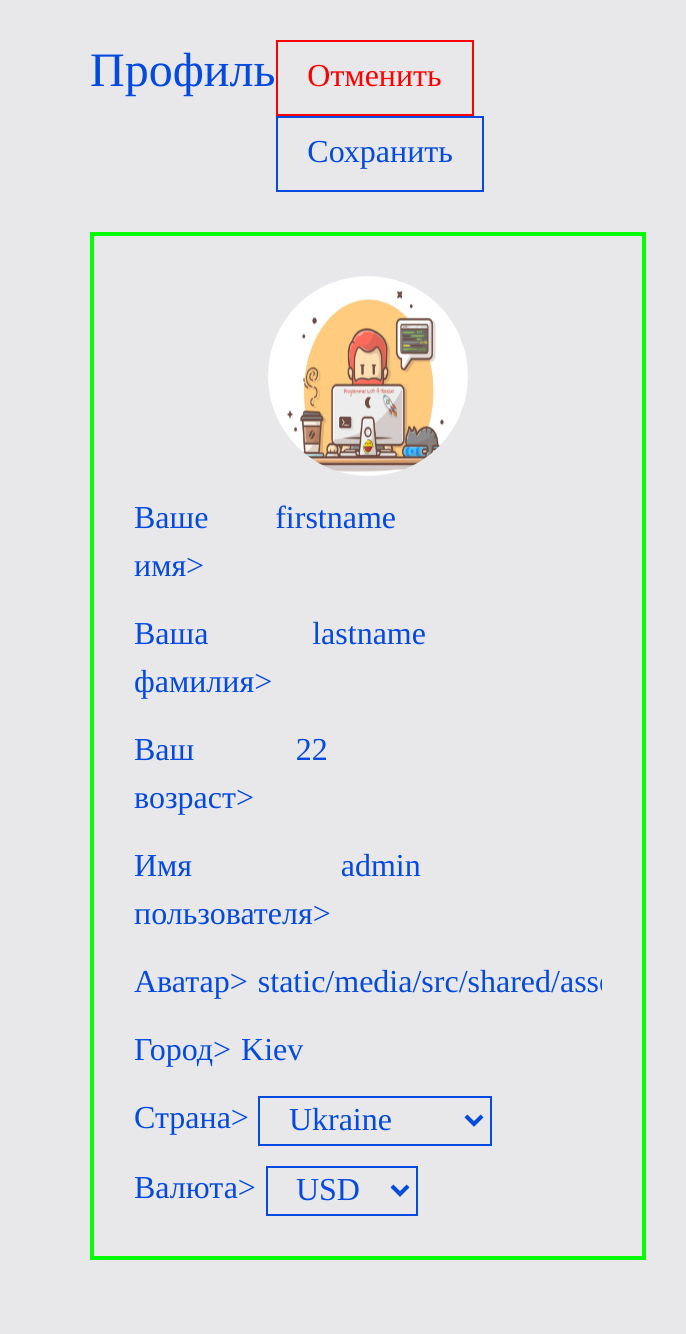 Профиль Отменить
Сохранить
Ваше firstname
имя>
Ваша lastname
фамилия>
Ваш 22
возраст>
Имя admin
пользователя>
Аватар> static/media/src/shared/ass
Город> Kiev
Страна> Ukraine
Валюта> USD